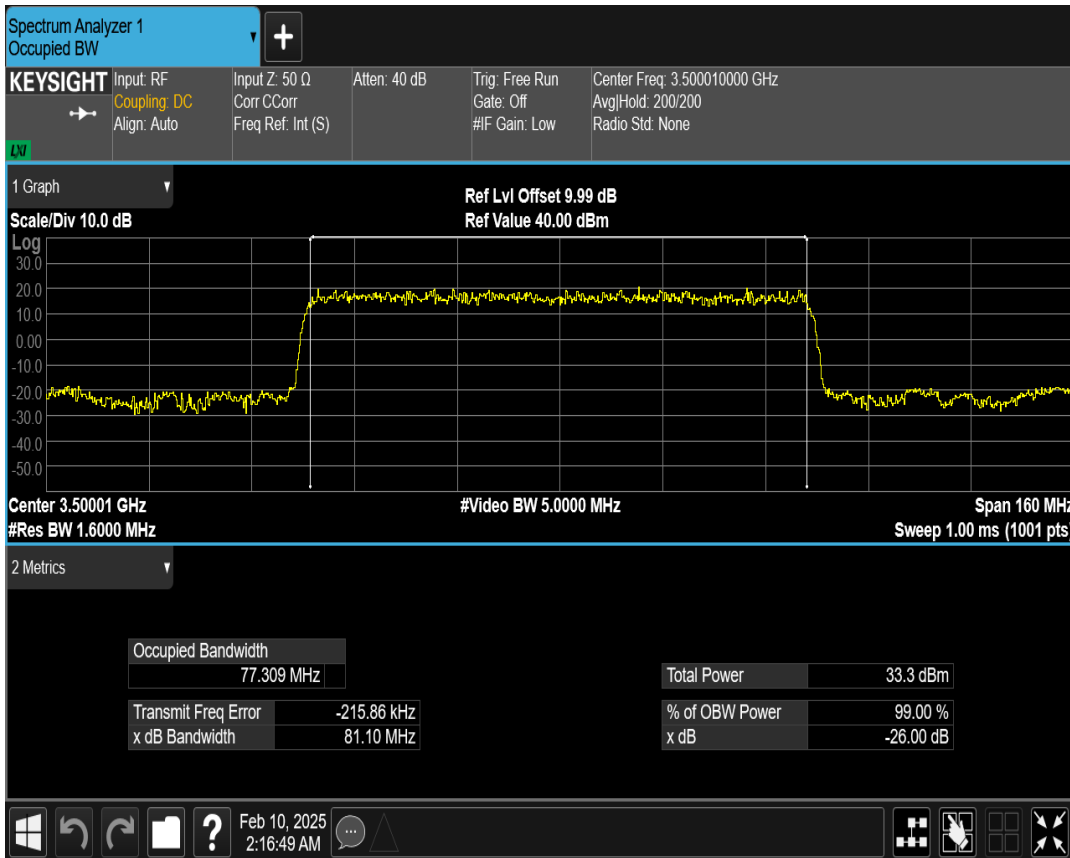 Spectrum Analyzer 1
Occupied BW
KEYSIGHT
LXI
Input: RF
Coupling: DC
Align: Auto
Input Z: 50 Ω
Corr CCorr
Freq Ref: Int (S)
Atten: 40 dB
Trig: Free Run
Gate: Off
#IF Gain: Low
Center Freq: 3.500010000 GHz
Avg|Hold: 200/200
Radio Std: None
1 Graph
Scale/Div 10.0 dB
Ref Lvl Offset 9.99 dB
Ref Value 40.00 dBm
Log
30.0
20.0
10.0
0.00
-10.0
-20.0
-30.0
-40.0
-50.0
Center 3.50001 GHz
#Video BW 5.0000 MHz
Span 160 MHz
#Res BW 1.6000 MHz
Sweep 1.00 ms (1001 pts)
2 Metrics
Occupied Bandwidth
77.309 MHz
Transmit Freq Error -215.86 kHz
x dB Bandwidth 81.10 MHz
Total Power 33.3 dBm
% of OBW Power 99.00 %
x dB -26.00 dB
?
Feb 10, 2025
2:16:49 AM